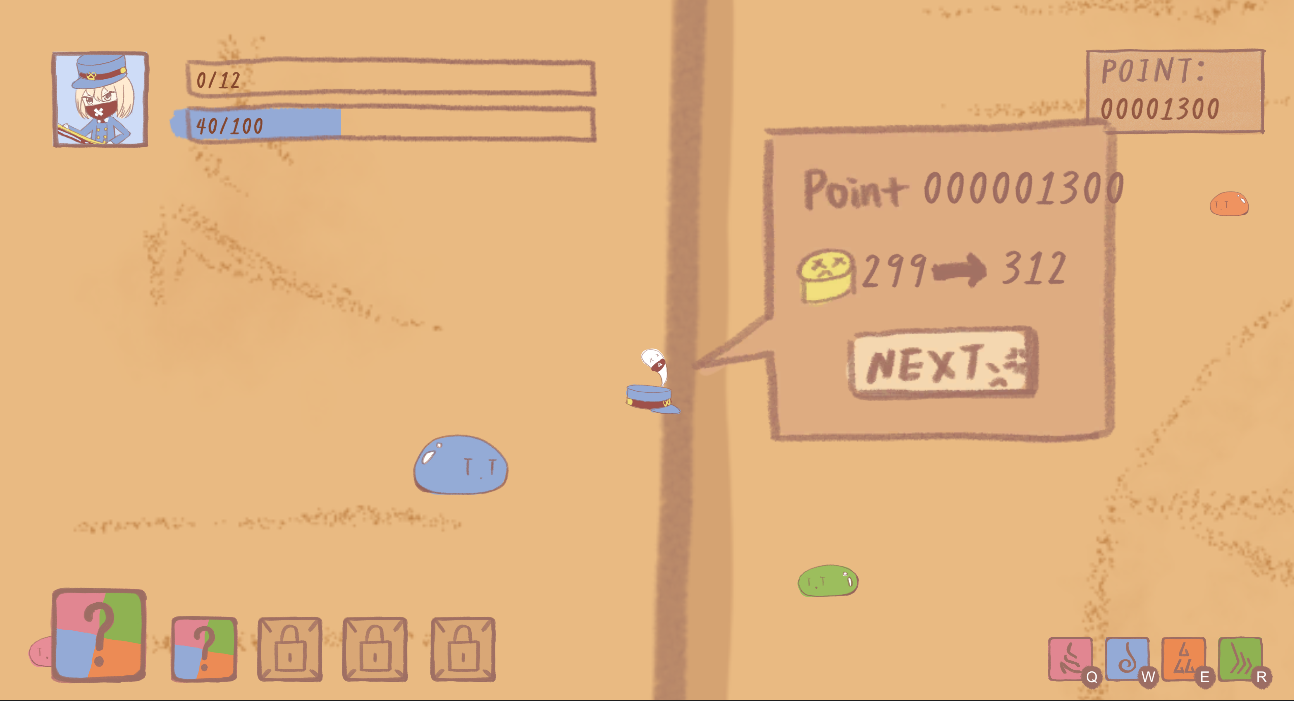 0/12
40/100
POINT:
00001300
Point 000001300
299 → 312
NEXT
?
?
Q W E R